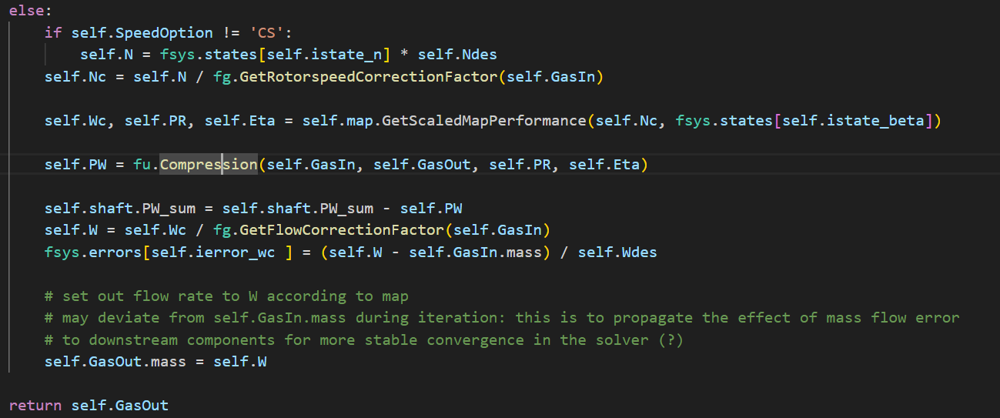 else:
if self.SpeedOption != 'CS':
self.N = fsys.states[self.istate_n] * self.Ndes
self.Nc = self.N / fg.GetRotorspeedCorrectionFactor(self.GasIn)
self.Wc, self.PR, self.Eta = self.map.GetScaledMapPerformance(self.Nc, fsys.states[self.istate_beta])
self.PW = fu.Compression(self.GasIn, self.GasOut, self.PR, self.Eta)
self.shaft.PW_sum = self.shaft.PW_sum - self.PW
self.W = self.Wc / fg.GetFlowCorrectionFactor(self.GasIn)
fsys.errors[self.ierror_wc ] = (self.W - self.GasIn.mass) / self.Wdes
# set out flow rate to W according to map
# may deviate from self.GasIn.mass during iteration: this is to propagate the effect of mass flow error
# to downstream components for more stable convergence in the solver (?)
self.GasOut.mass = self.W
return self.GasOut